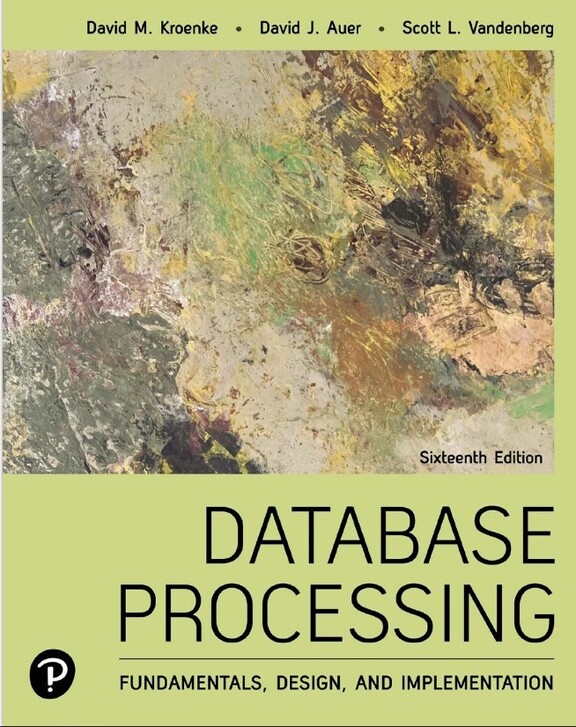 David M. Kroenke • David J. Auer • Scott L. Vandenberg
Sixteenth Edition
DATABASE
PROCESSING
FUNDAMENTALS, DESIGN, AND IMPLEMENTATION
P